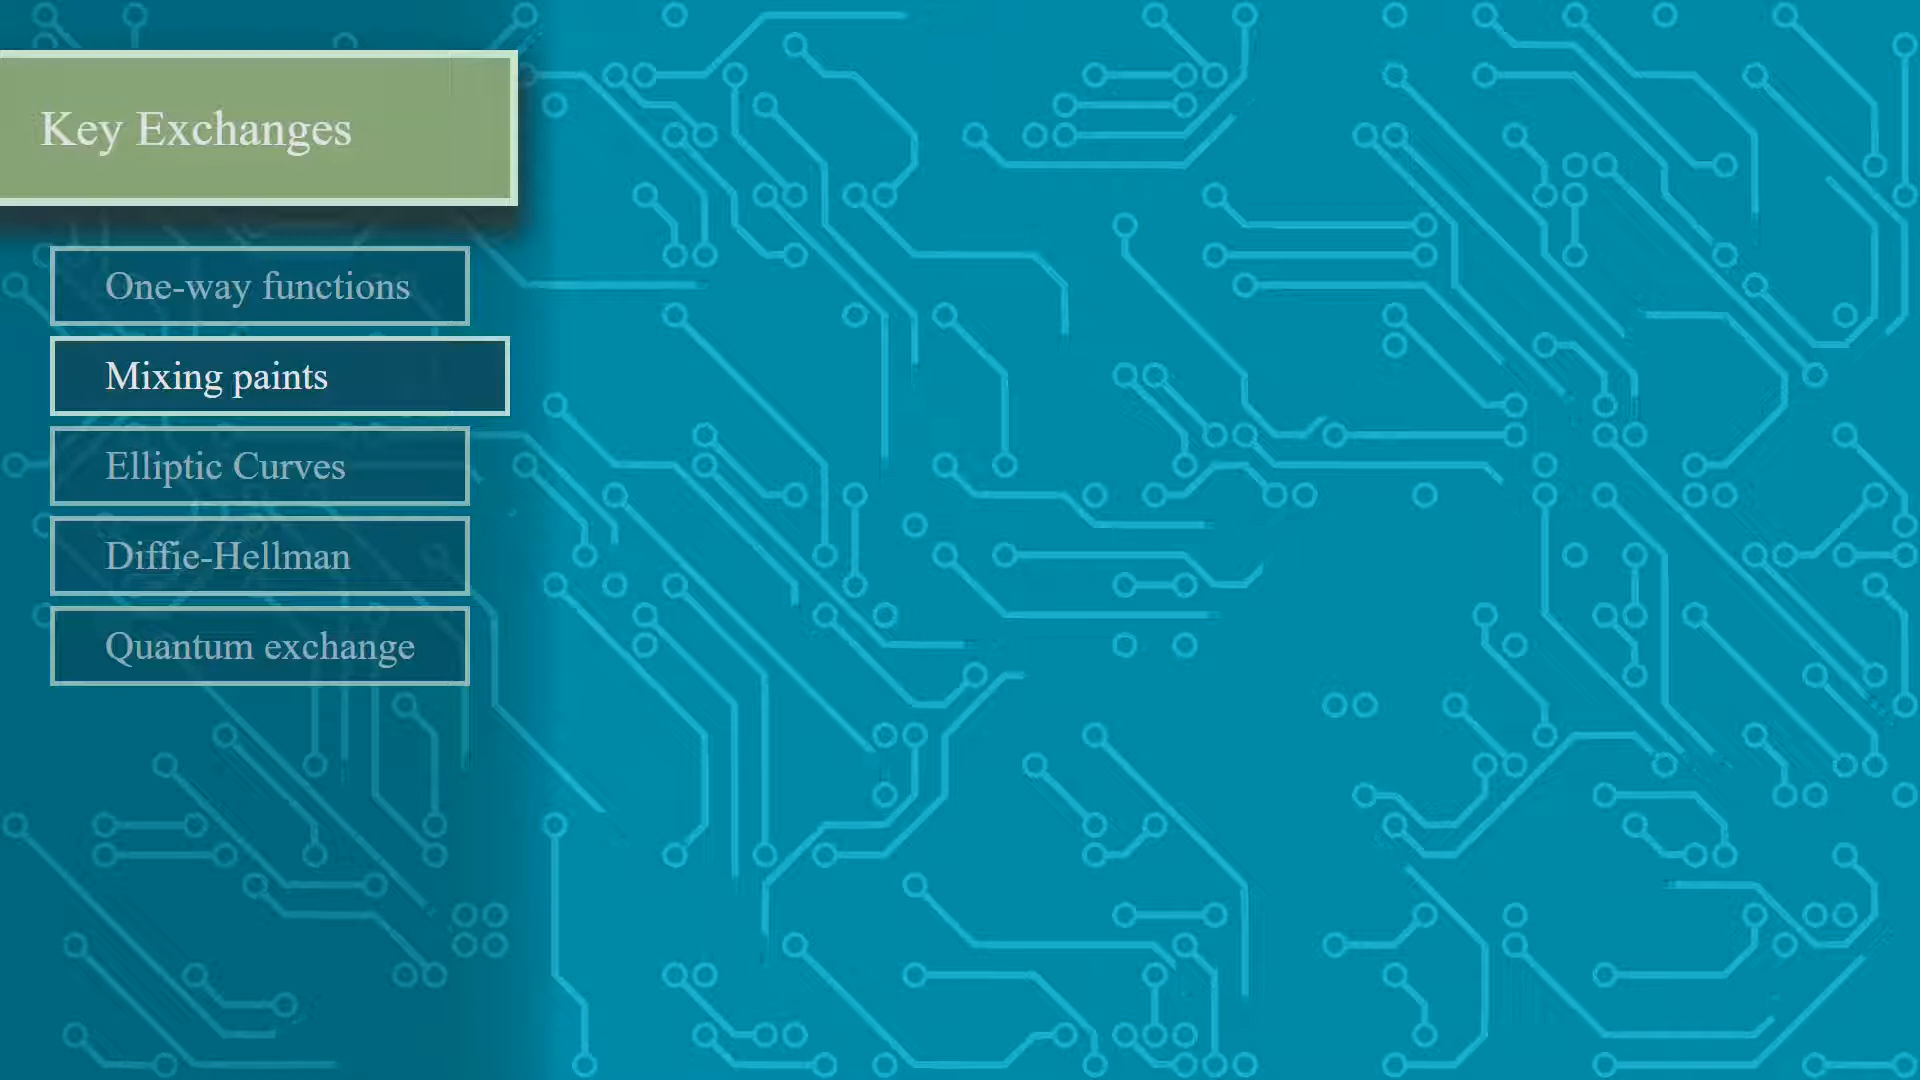 Key Exchanges
One-way functions
Mixing paints
Elliptic Curves
Diffie-Hellman
Quantum exchange